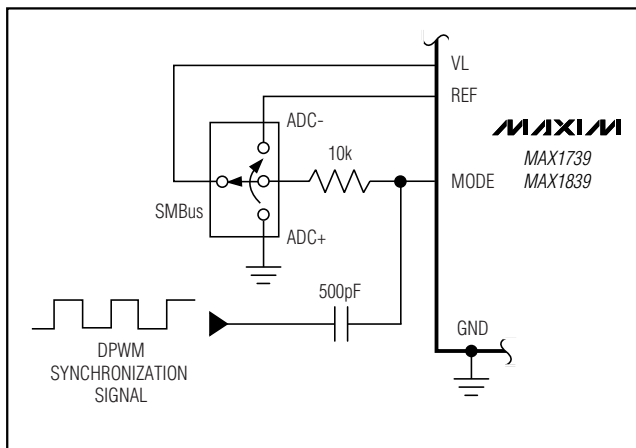 VL
REF
ADC-
MAXIM
10k
MAX1739
MAX1839
MODE
SMBus
ADC+
500pF
GND
DPWM
SYNCHRONIZATION
SIGNAL